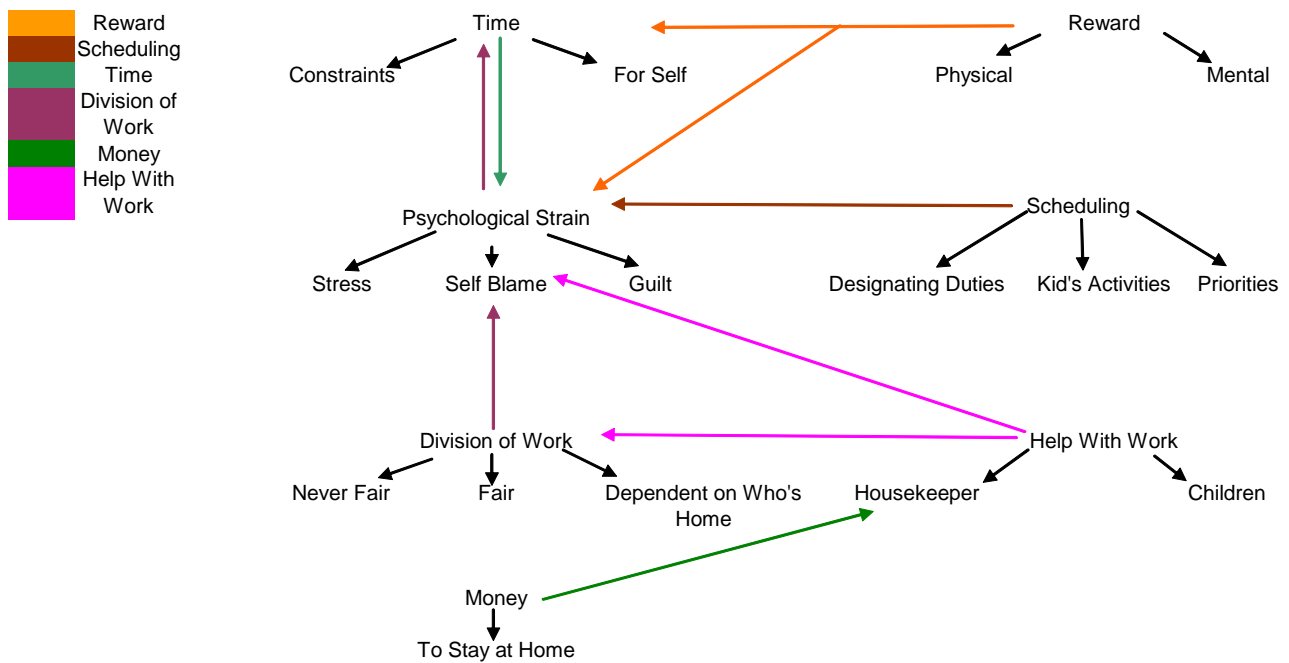 Reward
Scheduling
Time
Division of
Work
Money
Help With
Work
Time
Reward
Constraints
For Self
Physical
Mental
Psychological Strain
Scheduling
Stress
Self Blame
Guilt
Designating Duties
Kid's Activities
Priorities
Division of Work
Help With Work
Never Fair
Fair
Dependent on Who's
Home
Housekeeper
Children
Money
To Stay at Home